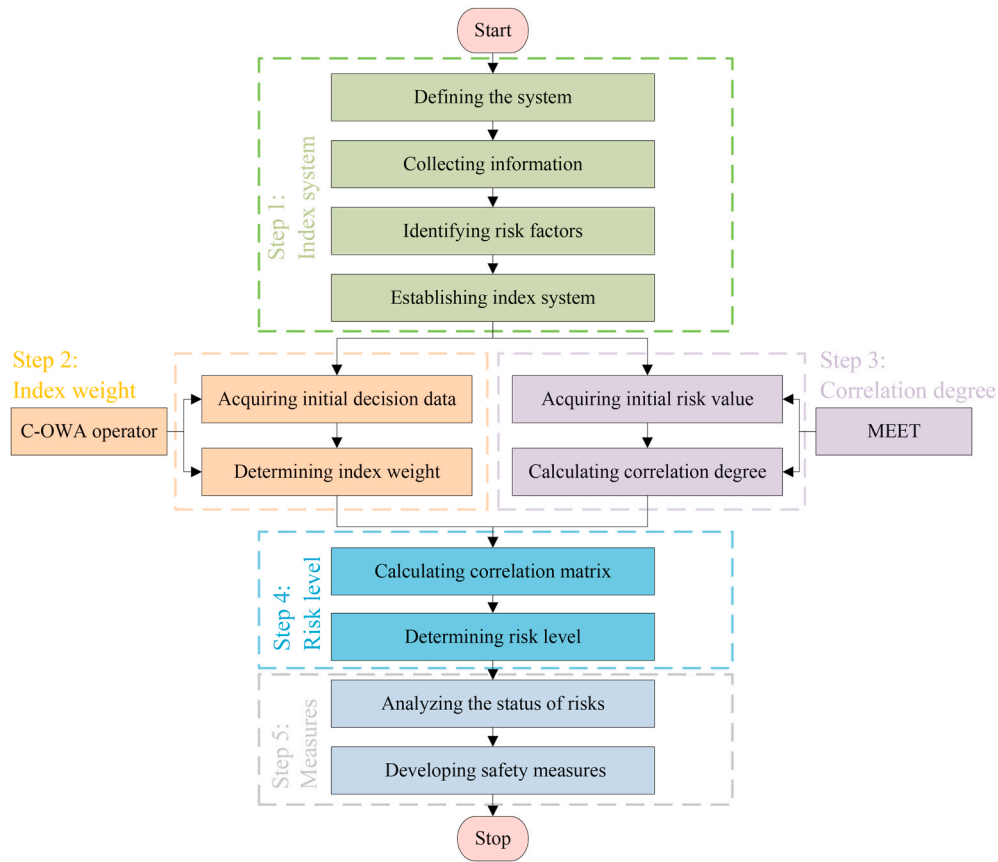 Start
Step 1:
Index system
Defining the system
Collecting information
Identifying risk factors
Establishing index system
Step 2:
Index weight
C-OWA operator
Acquiring initial decision data
Determining index weight
Step 3:
Correlation degree
Acquiring initial risk value
MEET
Calculating correlation degree
Step 4:
Risk level
Calculating correlation matrix
Determining risk level
Step 5:
Measures
Analyzing the status of risks
Developing safety measures
Stop